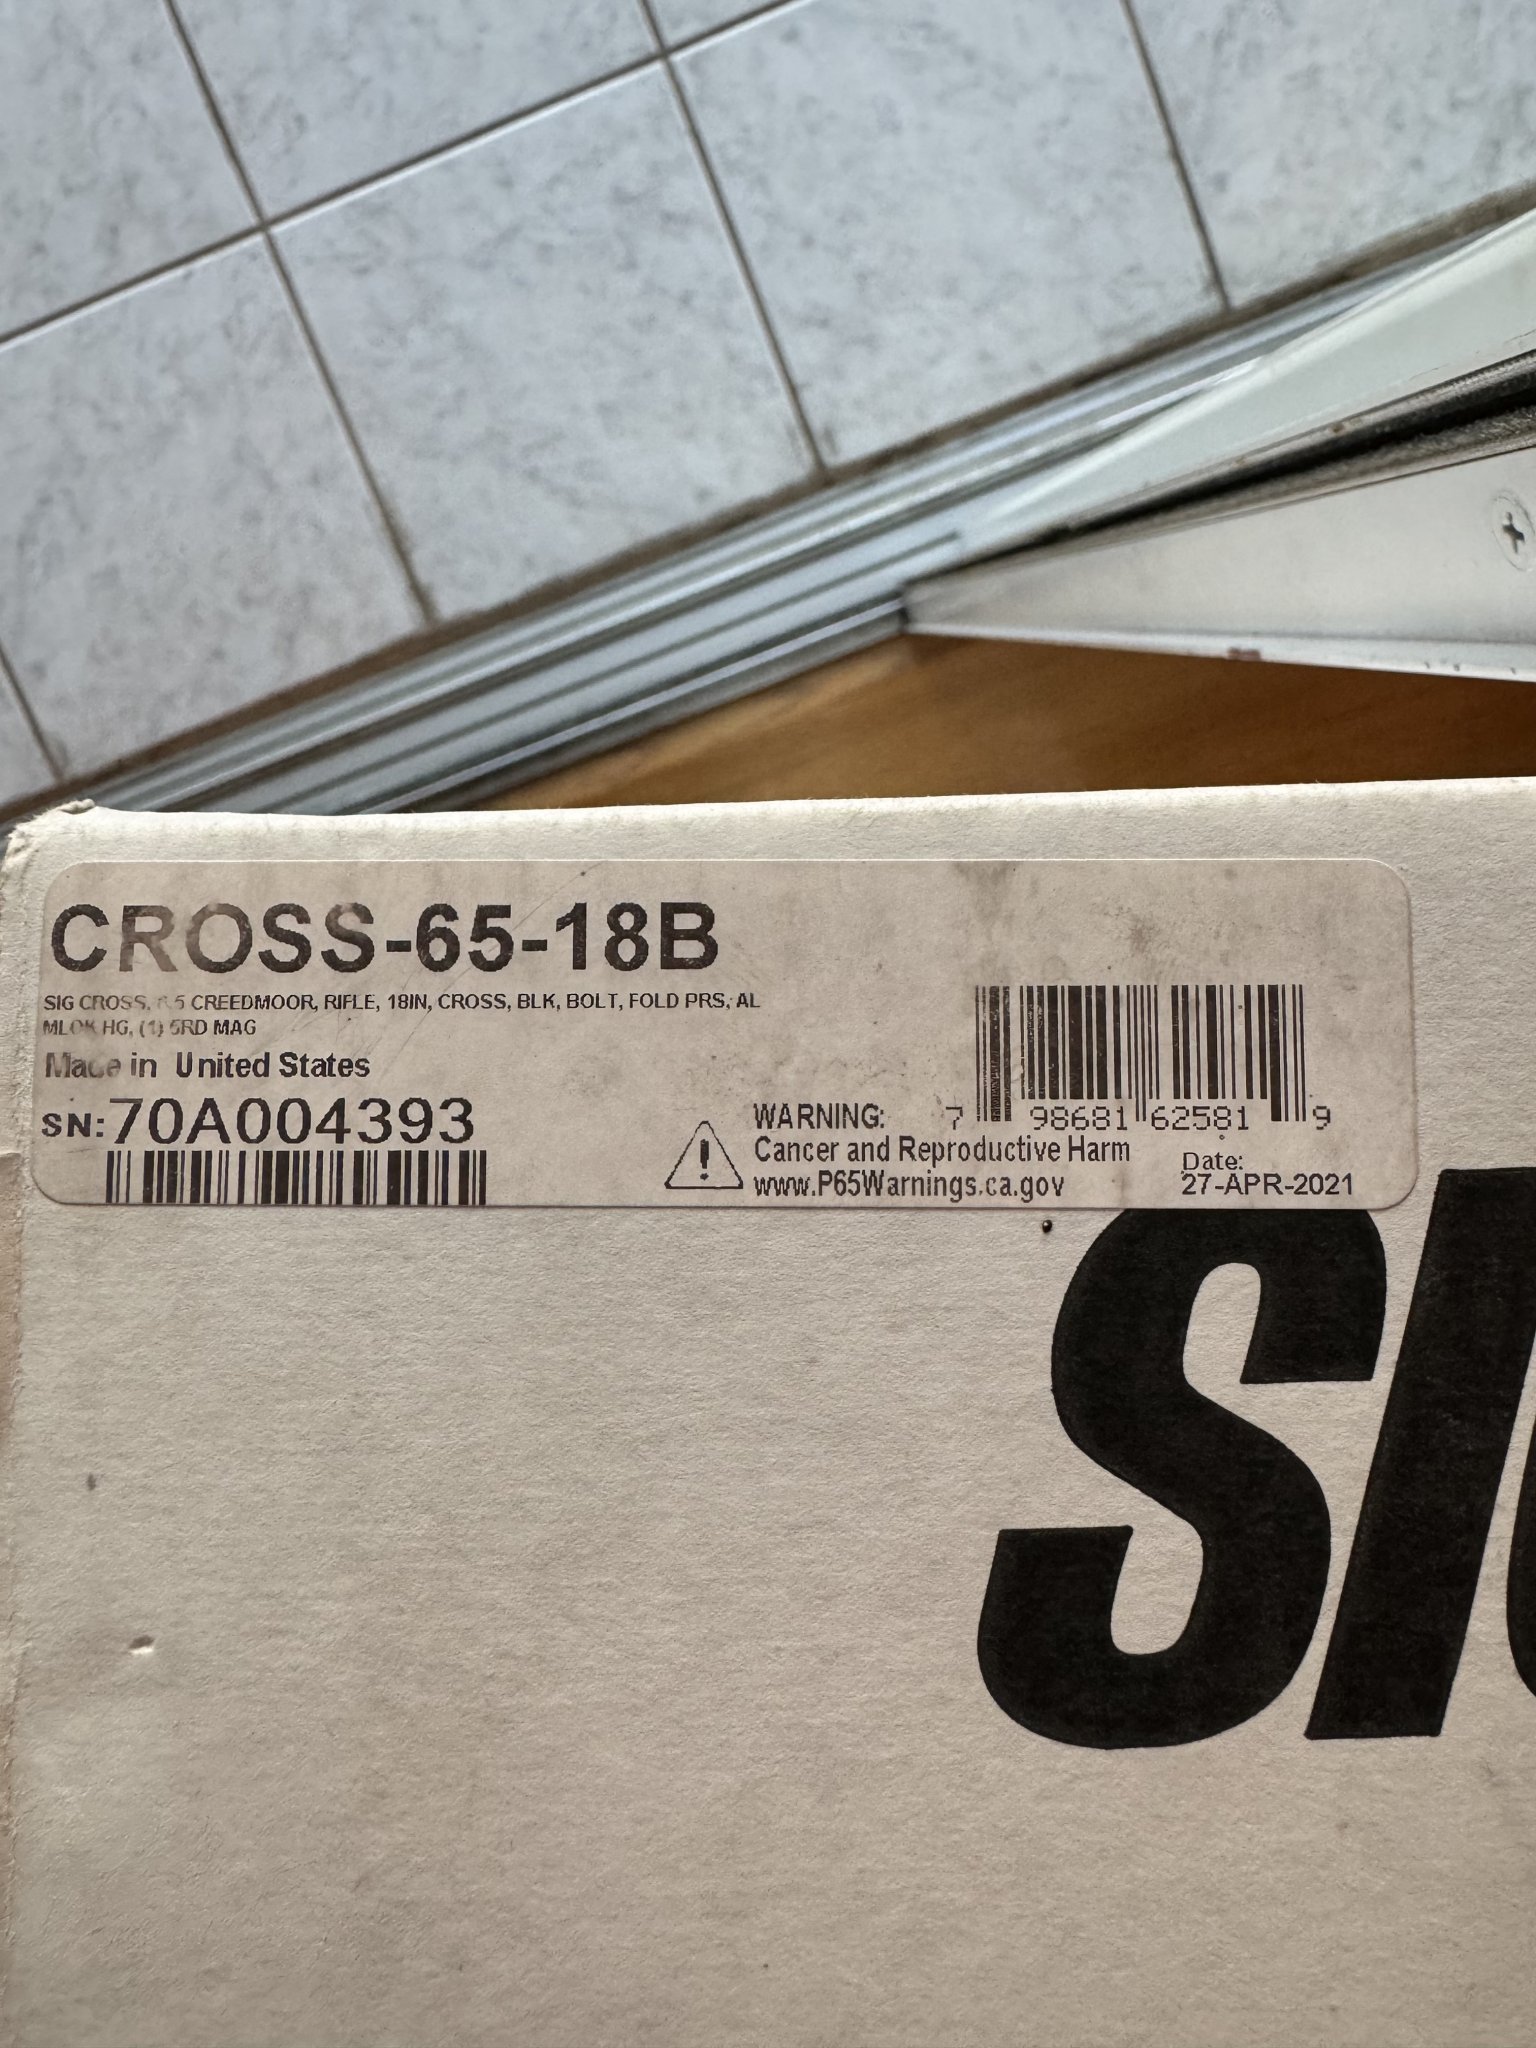 CROSS-65-18B
SIG CROSS, 6.5 CREEDMOOR, RIFLE, 18IN, CROSS, BLK, BOLT, FOLD PRS, AL
MLOK HG, (1) 5RD MAG
Made in United States
SN:70A004393
WARNING:
Cancer and Reproductive Harm
www.P65Warnings.ca.gov
7 98681 62581 9
Date:
27-APR-2021